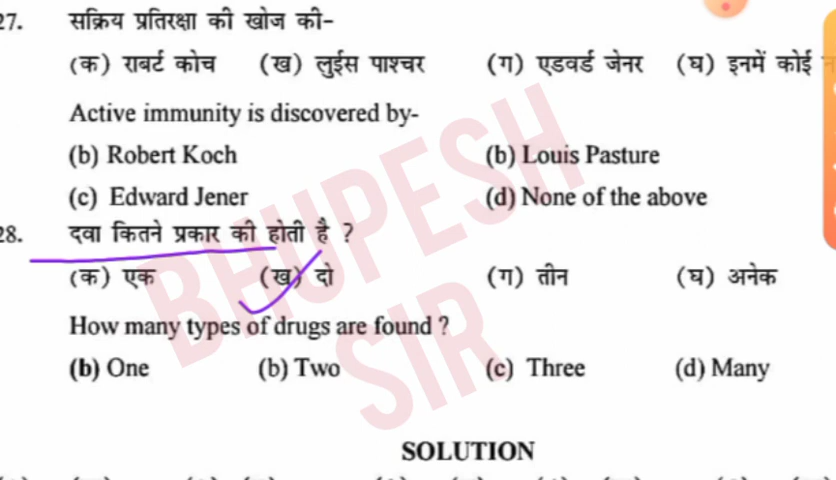 27. सक्रिय प्रतिरक्षा की खोज की-
(क) राबर्ट कोच (ख) लुईस पाश्चर (ग) एडवर्ड जेनर (घ) इनमें कोई
Active immunity is discovered by-
(b) Robert Koch (b) Louis Pasture
(c) Edward Jener (d) None of the above
28. दवा कितने प्रकार की होती है ?
(क) एक (ख) दो (ग) तीन (घ) अनेक
How many types of drugs are found ?
(b) One (b) Two (c) Three (d) Many
BHUPESH
SIR
SOLUTION